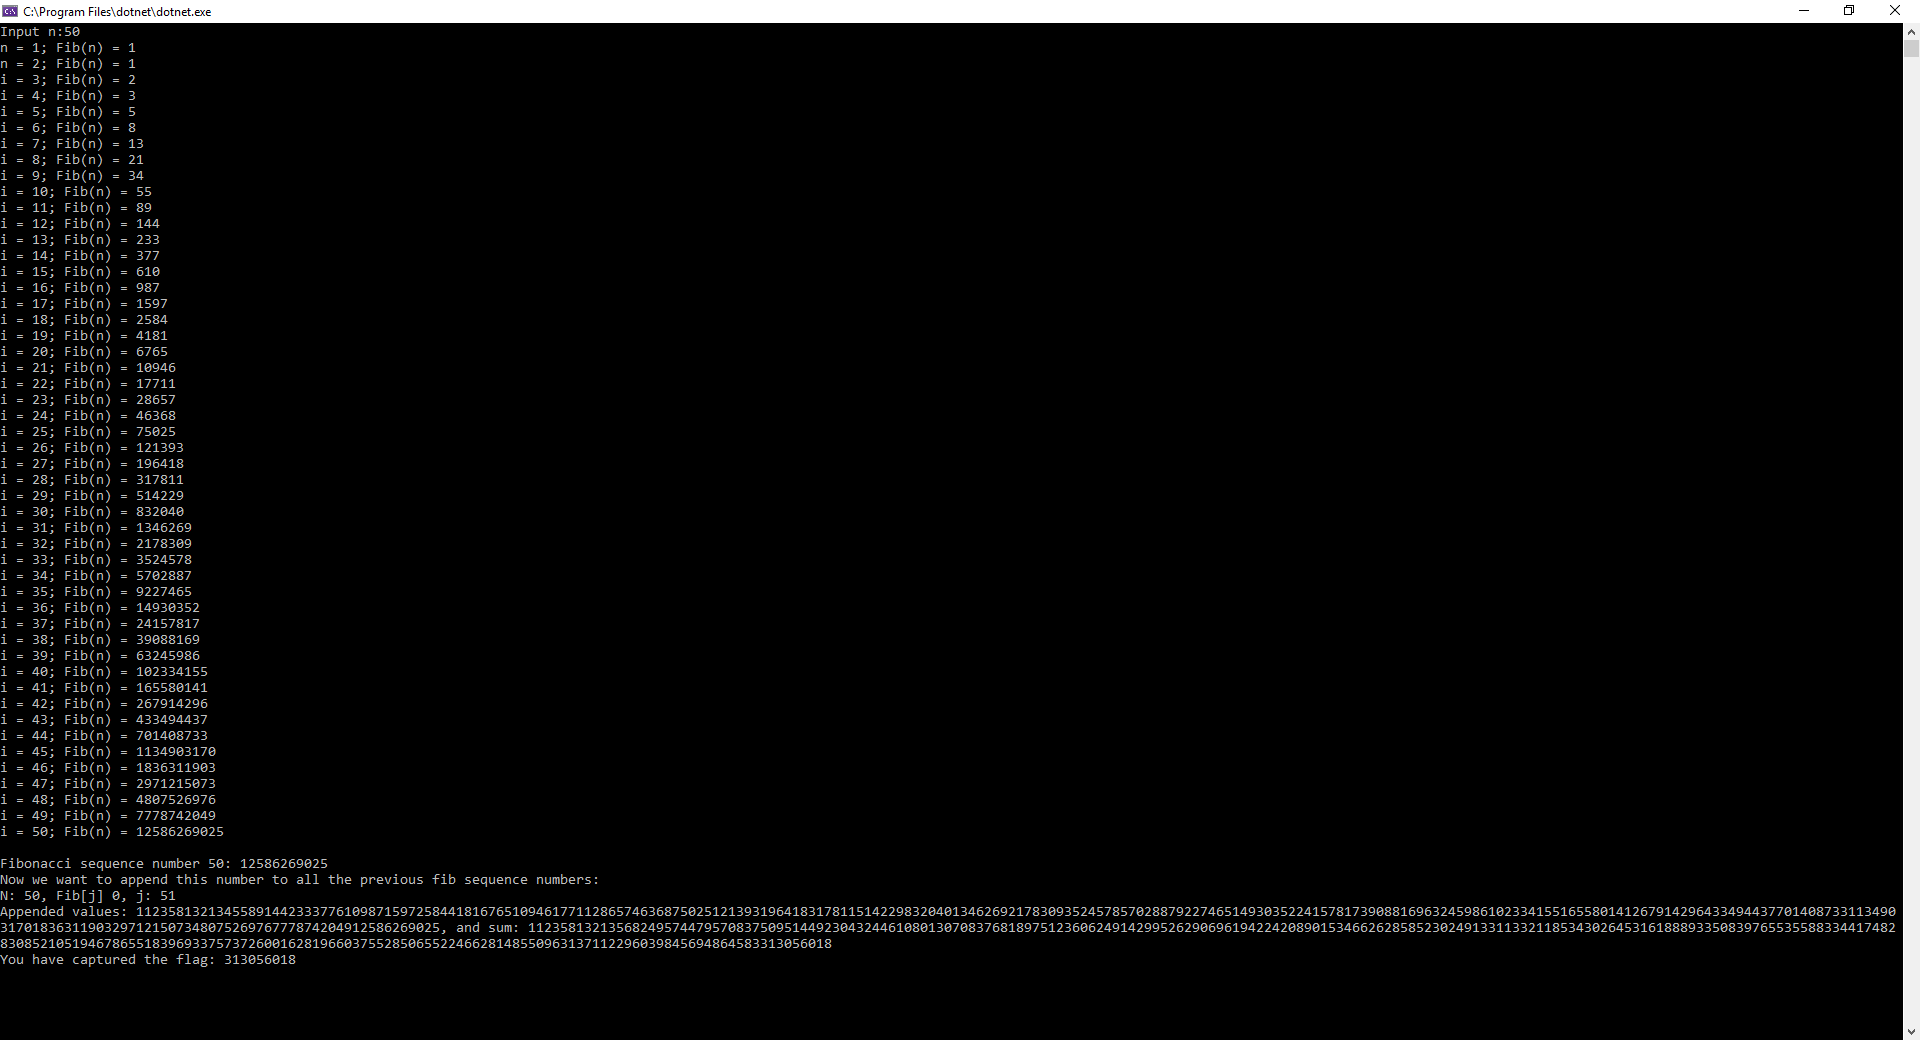 C:\Program Files\dotnet\dotnet.exe
Input n:50
n = 1; Fib(n) = 1
n = 2; Fib(n) = 1
i = 3; Fib(n) = 2
i = 4; Fib(n) = 3
i = 5; Fib(n) = 5
i = 6; Fib(n) = 8
i = 7; Fib(n) = 13
i = 8; Fib(n) = 21
i = 9; Fib(n) = 34
i = 10; Fib(n) = 55
i = 11; Fib(n) = 89
i = 12; Fib(n) = 144
i = 13; Fib(n) = 233
i = 14; Fib(n) = 377
i = 15; Fib(n) = 610
i = 16; Fib(n) = 987
i = 17; Fib(n) = 1597
i = 18; Fib(n) = 2584
i = 19; Fib(n) = 4181
i = 20; Fib(n) = 6765
i = 21; Fib(n) = 10946
i = 22; Fib(n) = 17711
i = 23; Fib(n) = 28657
i = 24; Fib(n) = 46368
i = 25; Fib(n) = 75025
i = 26; Fib(n) = 121393
i = 27; Fib(n) = 196418
i = 28; Fib(n) = 317811
i = 29; Fib(n) = 514229
i = 30; Fib(n) = 832040
i = 31; Fib(n) = 1346269
i = 32; Fib(n) = 2178309
i = 33; Fib(n) = 3524578
i = 34; Fib(n) = 5702887
i = 35; Fib(n) = 9227465
i = 36; Fib(n) = 14930352
i = 37; Fib(n) = 24157817
i = 38; Fib(n) = 39088169
i = 39; Fib(n) = 63245986
i = 40; Fib(n) = 102334155
i = 41; Fib(n) = 165580141
i = 42; Fib(n) = 267914296
i = 43; Fib(n) = 433494437
i = 44; Fib(n) = 701408733
i = 45; Fib(n) = 1134903170
i = 46; Fib(n) = 1836311903
i = 47; Fib(n) = 2971215073
i = 48; Fib(n) = 4807526976
i = 49; Fib(n) = 7778742049
i = 50; Fib(n) = 12586269025
Fibonacci sequence number 50: 12586269025
Now we want to append this number to all the previous fib sequence numbers:
N: 50, Fib[j] 0, j: 51
Appended values: 1123581321345589144233377610987159725844181676510946177112865746368750251213931964183178115142298320401346269217830935245785702887922746514930352241578173908816963245986102334155165580141267914296433494437701408733113490
3170183631190329712150734807526976777874204912586269025, and sum: 1123581321356824957447957083750951449230432446108013070837681897512360624914299526290696194224208901534662628585230249133113321185343026453161888933508397655355883344174​82
830852105194678655183969337573726001628196603755285065522466281485509631371122960398456948645833​13056018
You have captured the flag: 313056018